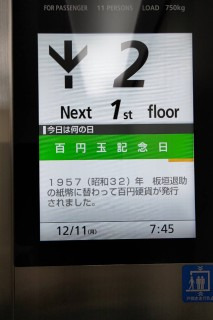 FOR PASSENGER 11 PERSONS LOAD 750kg
2
Next 1st floor
今日は何の日
百円玉記念日
1957(昭和32)年 板垣退助
の紙幣に替わって百円硬貨が発行
されました。
12/11(月) 7:45